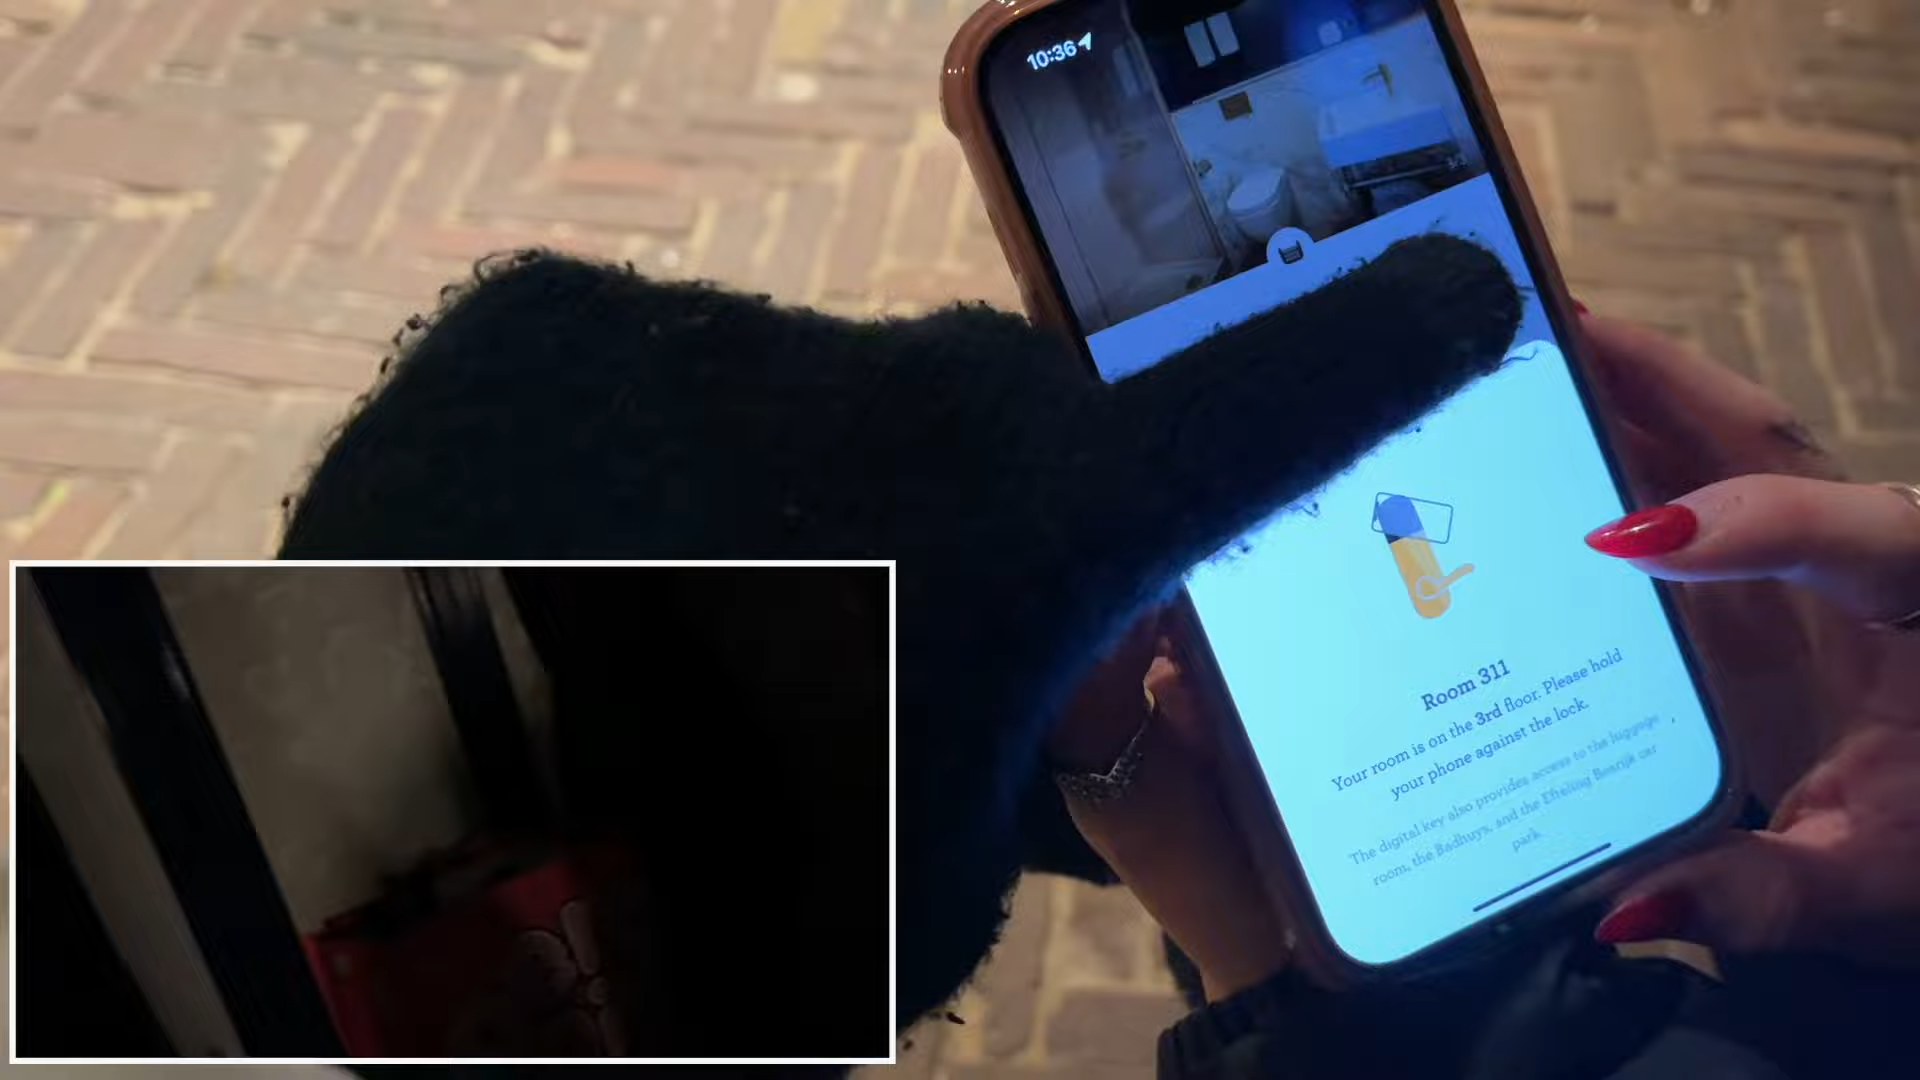 10:36
Room 311
Your room is on the 3rd floor. Please hold
your phone against the lock.
The digital key also provides access to the luggage
room, the Badhuys, and the Efteling Bosrijk car
park.